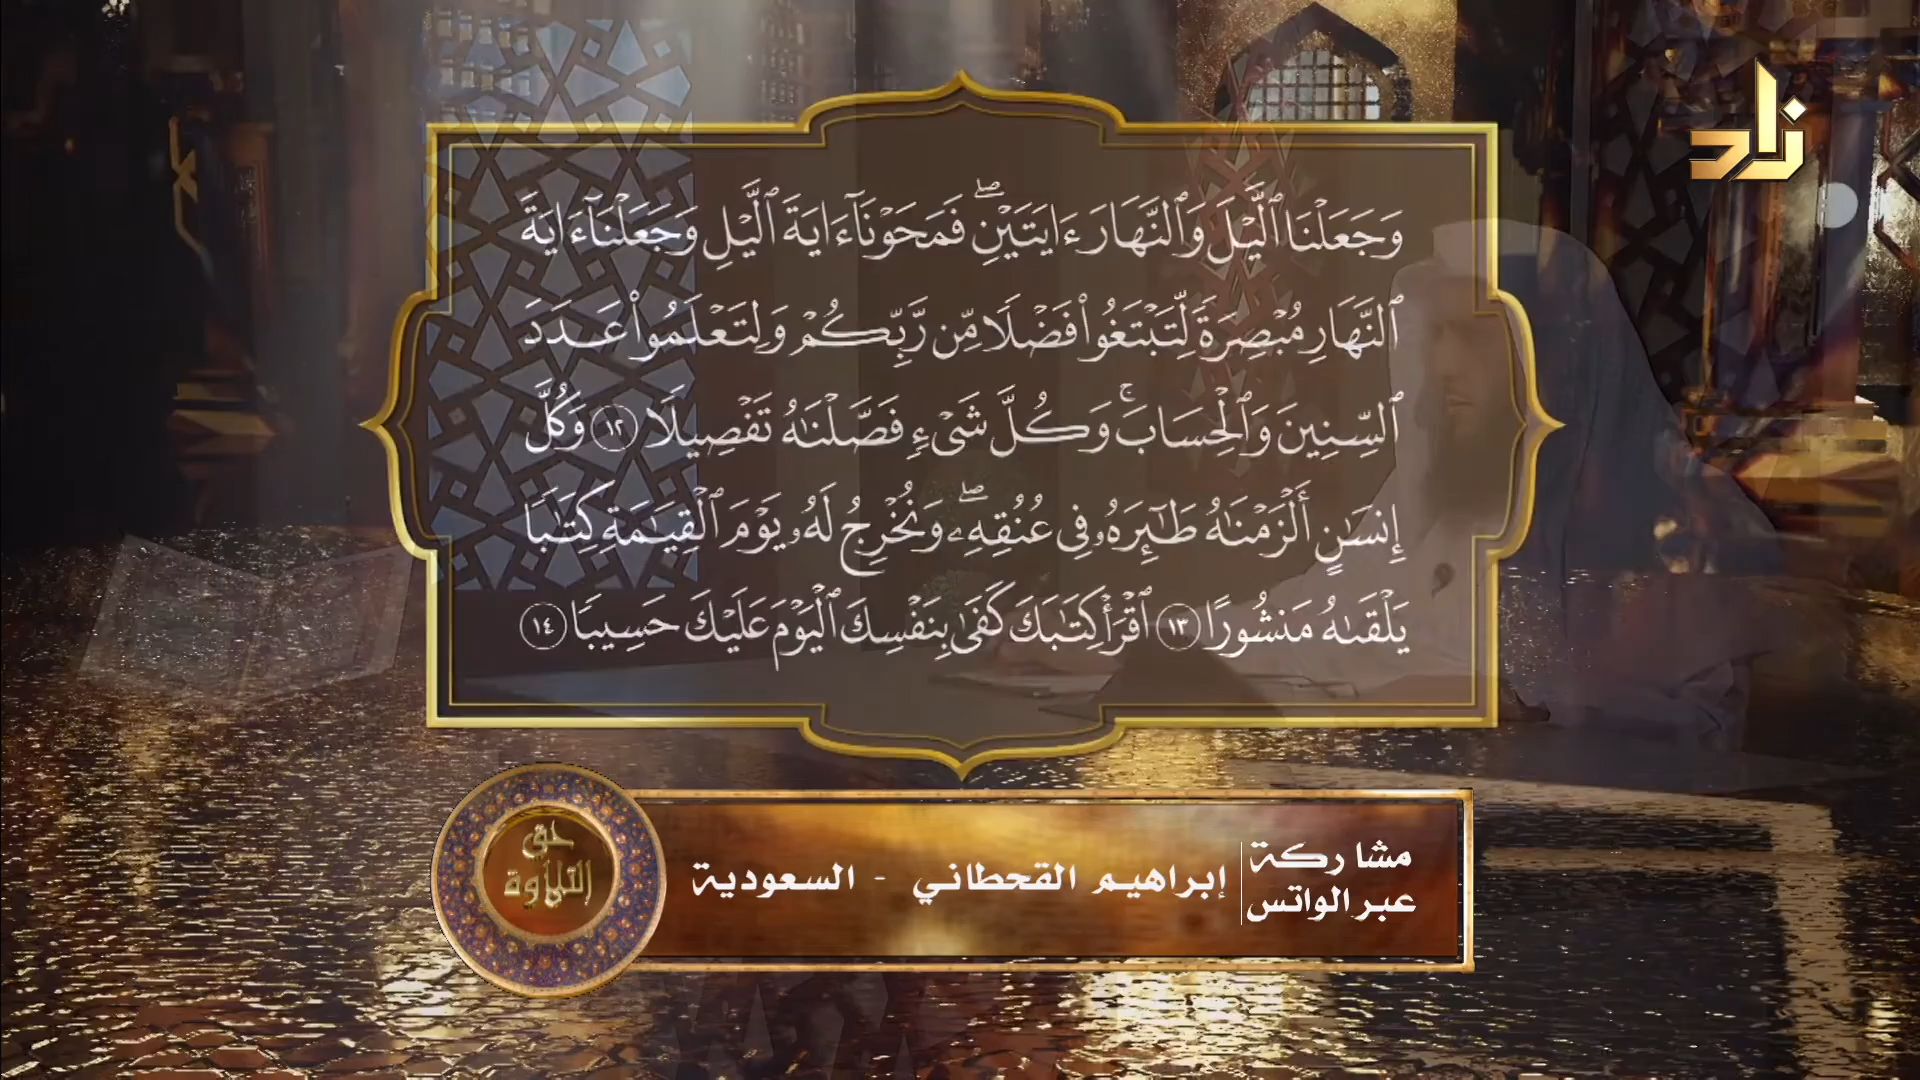 زاد
وَجَعَلْنَا ٱلَّيْلَ وَٱلنَّهَارَ ءَايَتَيْنِۖ فَمَحَوْنَآ ءَايَةَ ٱلَّيْلِ وَجَعَلْنَآ ءَايَةَ
ٱلنَّهَارِ مُبْصِرَةً لِّتَبْتَغُوا۟ فَضْلًا مِّن رَّبِّكُمْ وَلِتَعْلَمُوا۟ عَدَدَ
ٱلسِّنِينَ وَٱلْحِسَابَۚ وَكُلَّ شَىْءٍ فَصَّلْنَٰهُ تَفْصِيلًا ١٢ وَكُلَّ
إِنسَٰنٍ أَلْزَمْنَٰهُ طَٰٓئِرَهُۥ فِى عُنُقِهِۦۖ وَنُخْرِجُ لَهُۥ يَوْمَ ٱلْقِيَٰمَةِ كِتَٰبًا
يَلْقَىٰهُ مَنشُورًا ١٣ ٱقْرَأْ كِتَٰبَكَ كَفَىٰ بِنَفْسِكَ ٱلْيَوْمَ عَلَيْكَ حَسِيبًا ١٤
مشاركة
عبر الواتس
إبراهيم القحطاني - السعودية
حق
التلاوة